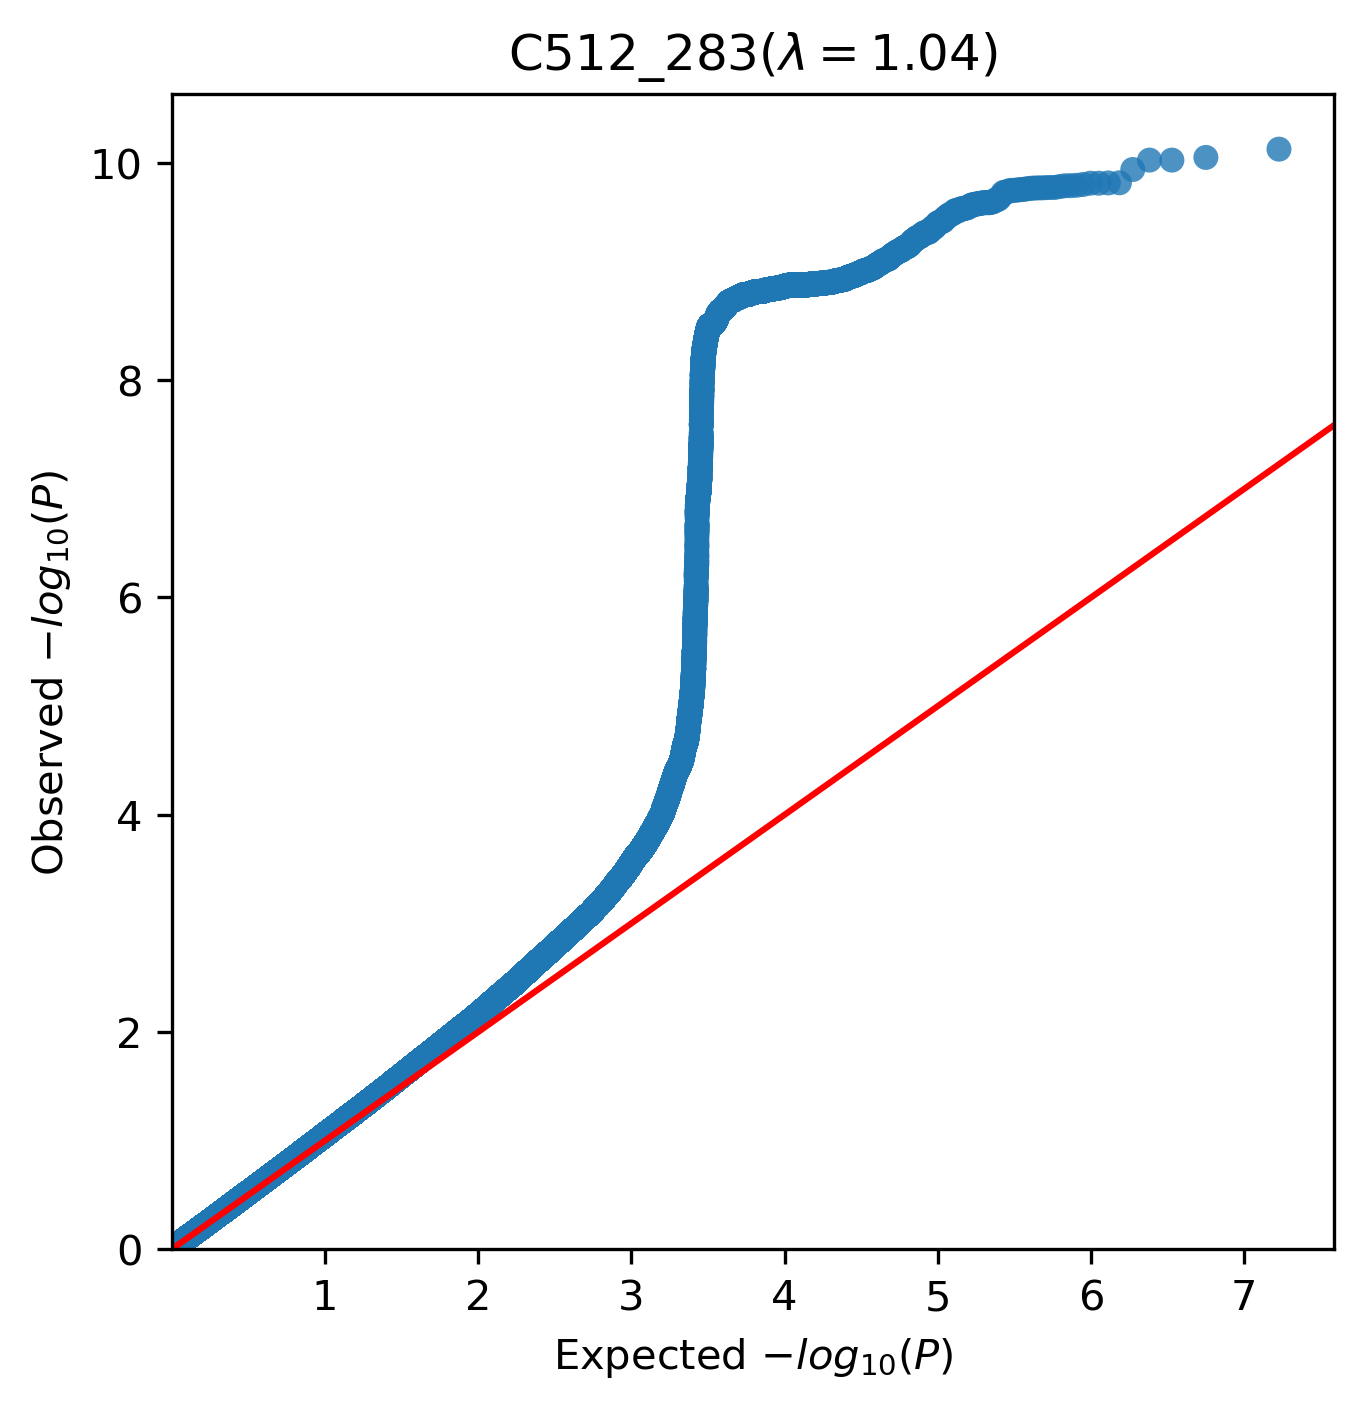 C512_283(λ = 1.04)
10
8
6
4
2
0
Observed −log₁₀(P)
1 2 3 4 5 6 7
Expected −log₁₀(P)